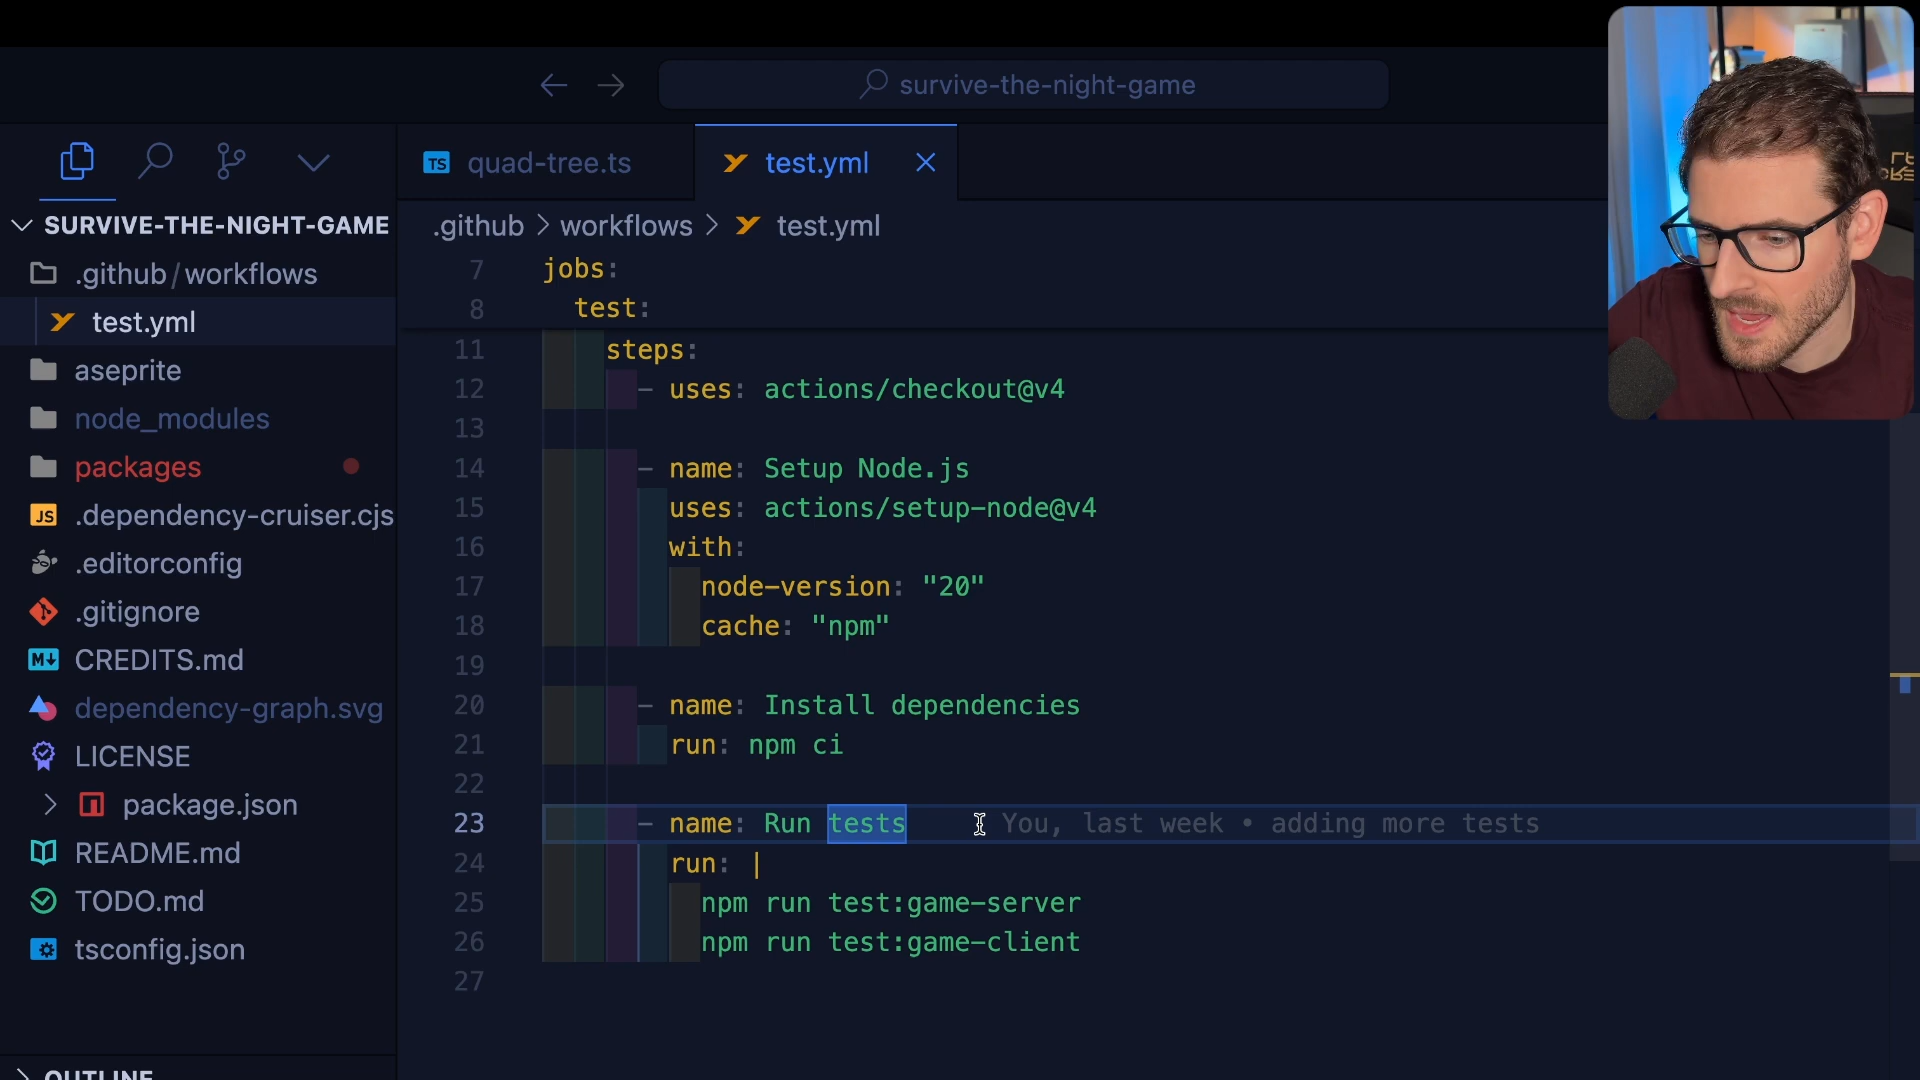 survive-the-night-game
TS quad-tree.ts
test.yml
SURVIVE-THE-NIGHT-GAME
.github/workflows
test.yml
aseprite
node_modules
packages
JS .dependency-cruiser.cjs
.editorconfig
.gitignore
M↓ CREDITS.md
dependency-graph.svg
LICENSE
package.json
README.md
TODO.md
tsconfig.json
OUTLINE
.github > workflows > test.yml
7 jobs:
8 test:
11 steps:
12 - uses: actions/checkout@v4
13
14 - name: Setup Node.js
15 uses: actions/setup-node@v4
16 with:
17 node-version: "20"
18 cache: "npm"
19
20 - name: Install dependencies
21 run: npm ci
22
23 - name: Run tests You, last week • adding more tests
24 run: |
25 npm run test:game-server
26 npm run test:game-client
27